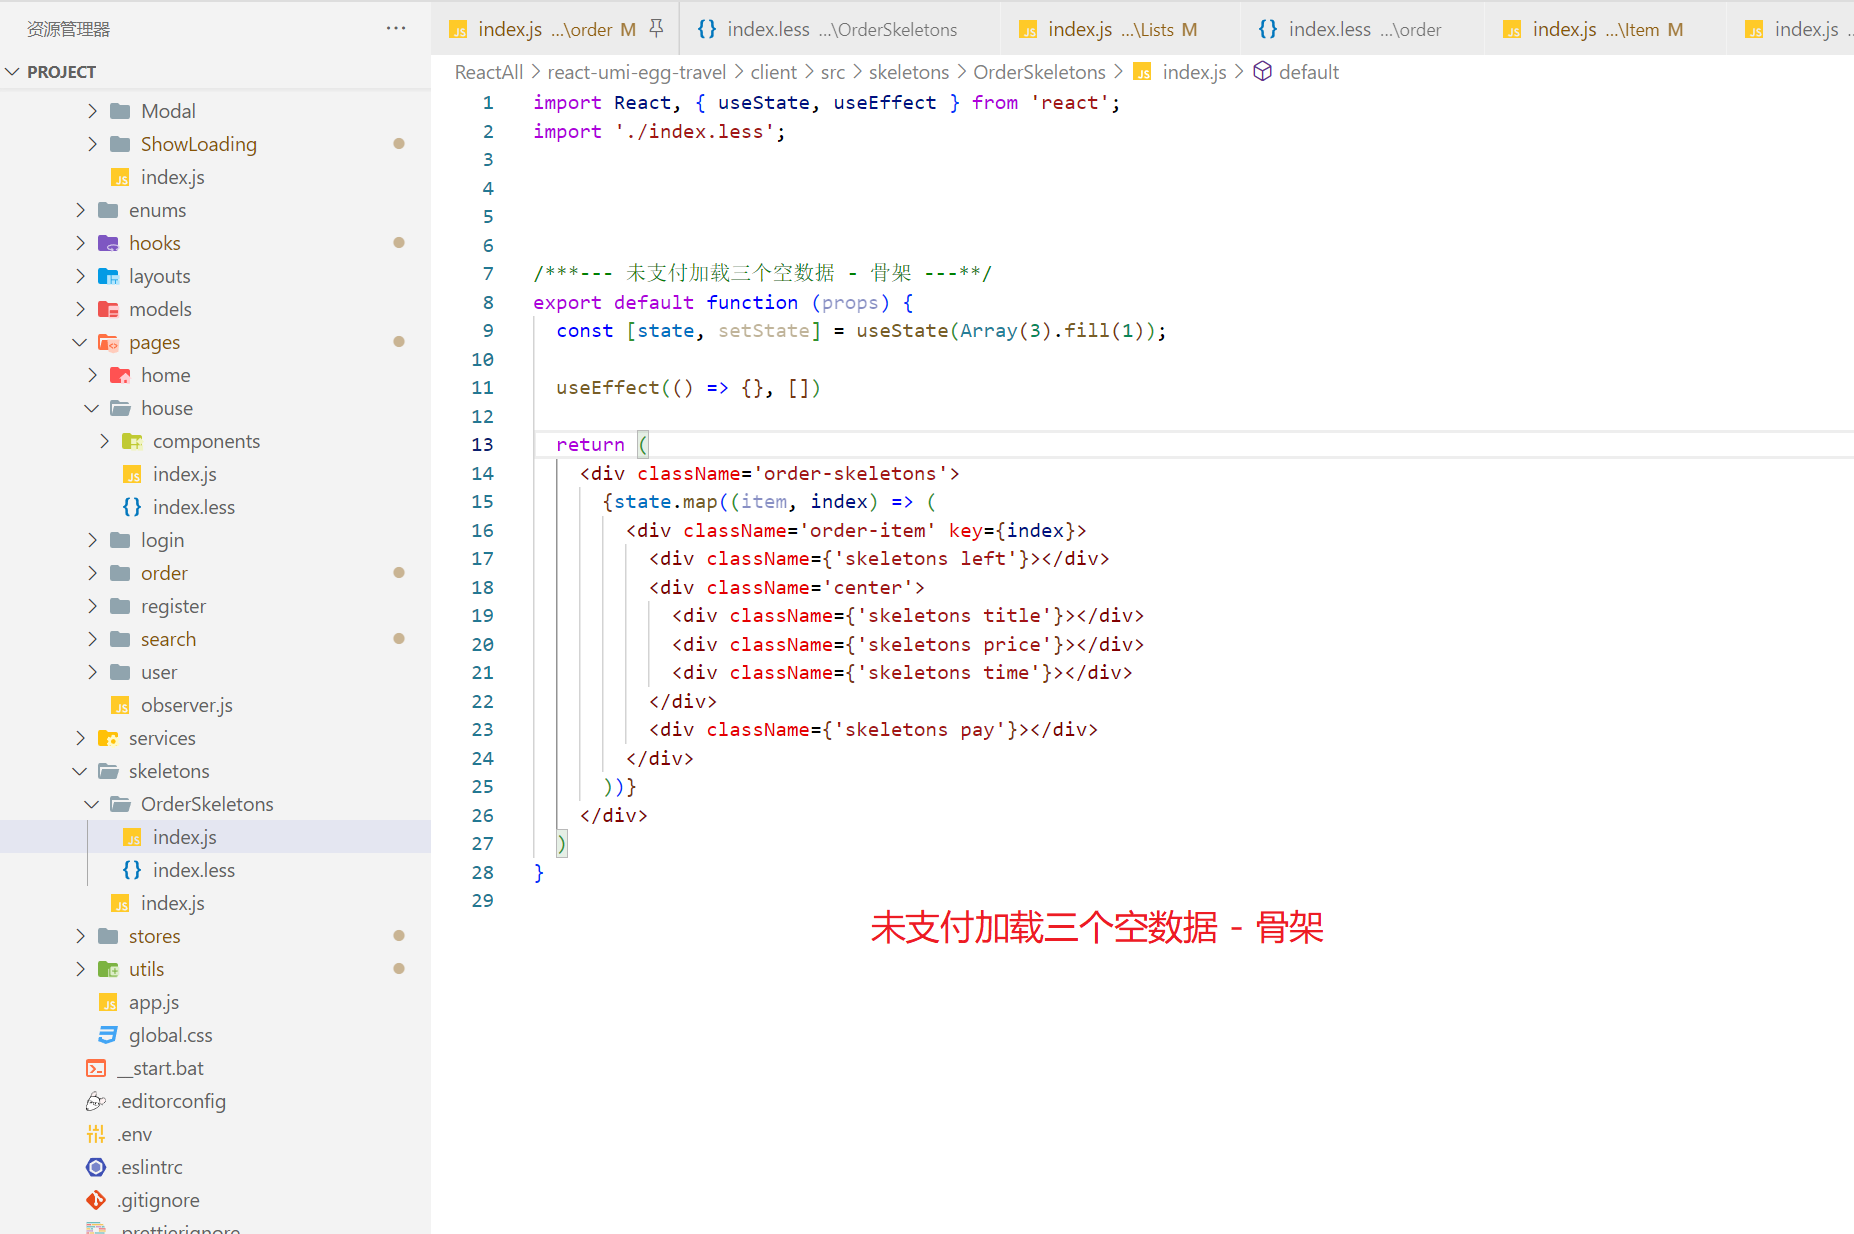 资源管理器
···
PROJECT
Modal
ShowLoading
index.js
enums
hooks
layouts
models
pages
home
house
components
index.js
index.less
login
order
register
search
user
observer.js
services
skeletons
OrderSkeletons
index.js
index.less
index.js
stores
utils
app.js
global.css
__start.bat
.editorconfig
.env
.eslintrc
.gitignore
.prettierignore
index.js ...\order M
index.less ...\OrderSkeletons
index.js ...\Lists M
index.less ...\order
index.js ...\Item M
index.js
ReactAll > react-umi-egg-travel > client > src > skeletons > OrderSkeletons > index.js > default
1 import React, { useState, useEffect } from 'react';
2 import './index.less';
3
4
5
6
7 /***--- 未支付加载三个空数据 - 骨架 ---**/
8 export default function (props) {
9 const [state, setState] = useState(Array(3).fill(1));
10
11 useEffect(() => {}, [])
12
13 return (
14 <div className='order-skeletons'>
15 {state.map((item, index) => (
16 <div className='order-item' key={index}>
17 <div className={'skeletons left'}></div>
18 <div className='center'>
19 <div className={'skeletons title'}></div>
20 <div className={'skeletons price'}></div>
21 <div className={'skeletons time'}></div>
22 </div>
23 <div className={'skeletons pay'}></div>
24 </div>
25 ))}
26 </div>
27 )
28 }
29
未支付加载三个空数据 - 骨架